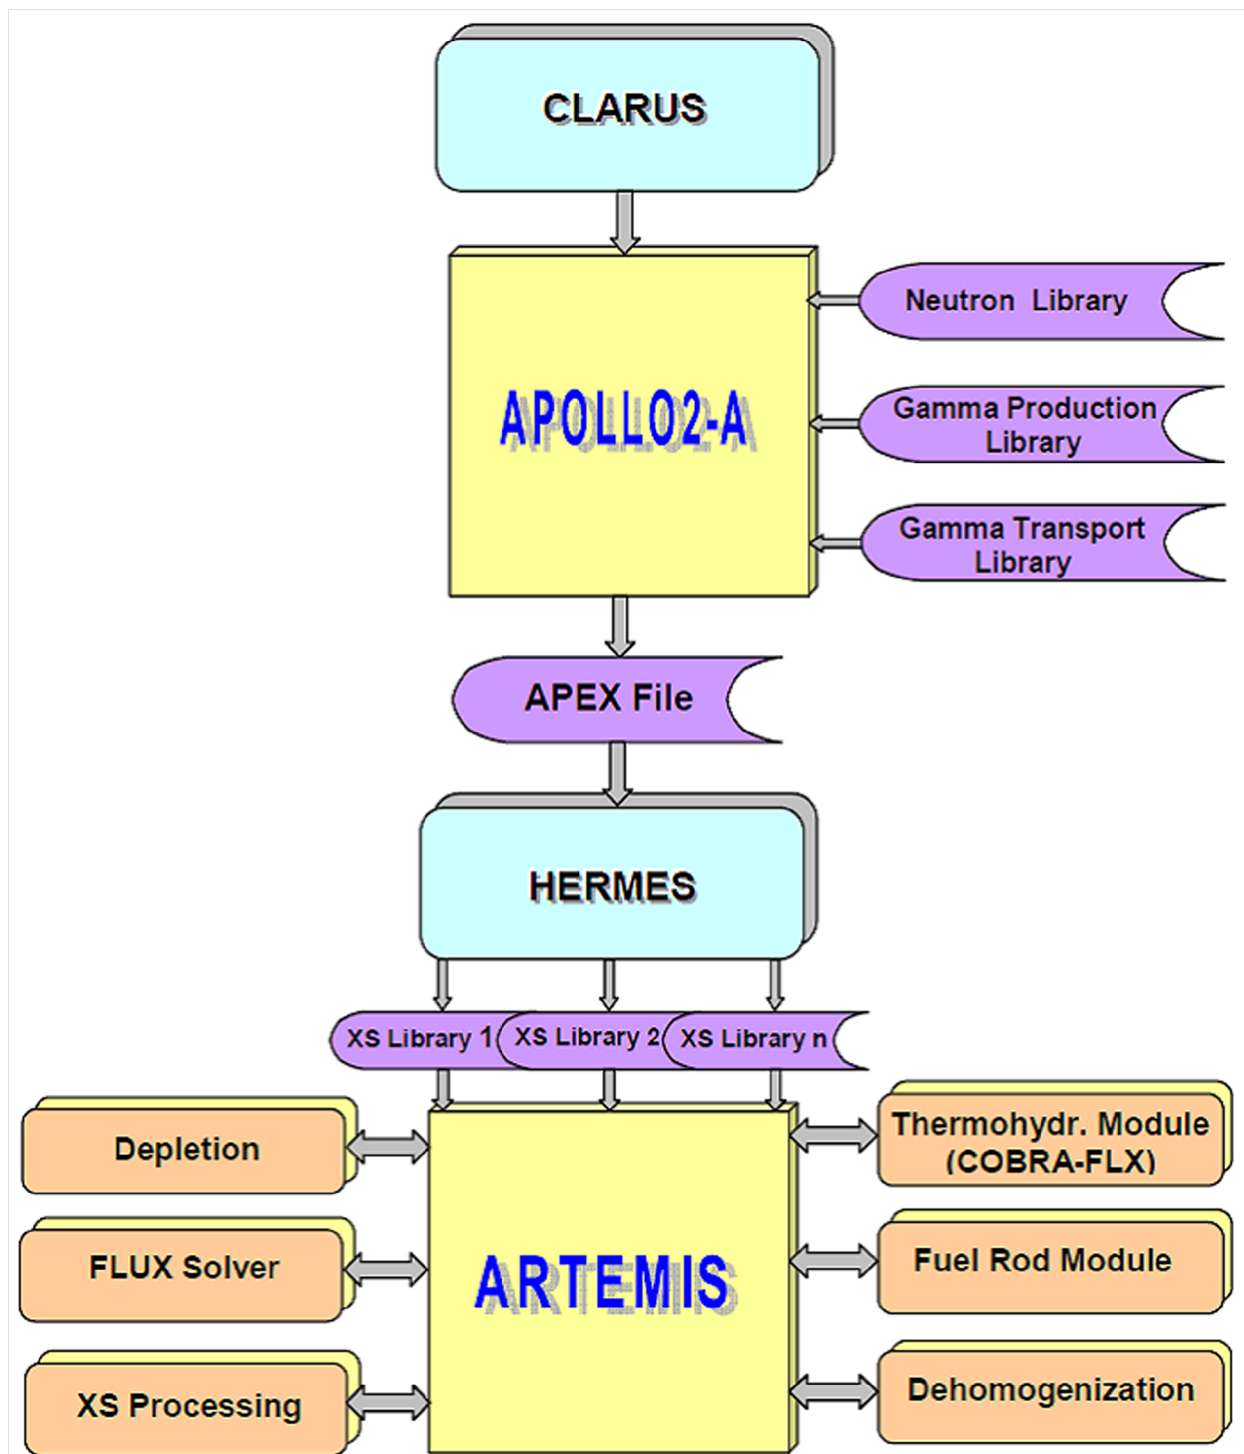 CLARUS
Neutron Library
APOLLO2-A
Gamma Production
Library
Gamma Transport
Library
APEX File
HERMES
XS Library 1
XS Library 2
XS Library n
Depletion
Thermohydr. Module
(COBRA-FLX)
FLUX Solver
ARTEMIS
Fuel Rod Module
XS Processing
Dehomogenization